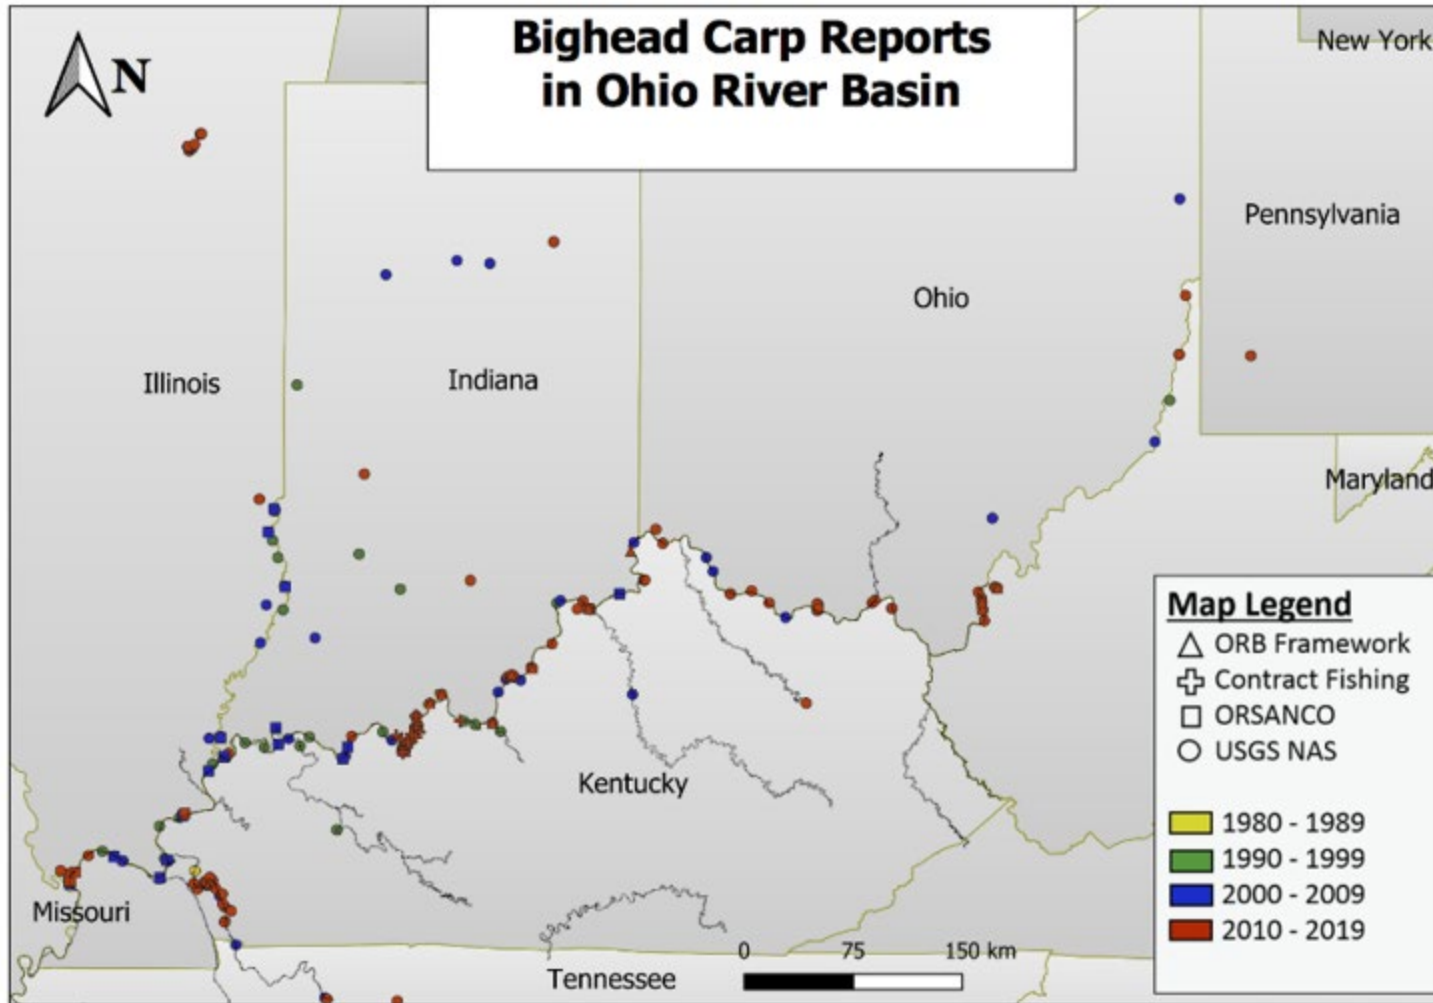 Bighead Carp Reports
in Ohio River Basin
N
New York
Pennsylvania
Ohio
Illinois
Indiana
Maryland
Kentucky
Missouri
Tennessee
0 75 150 km
Map Legend
ORB Framework
Contract Fishing
ORSANCO
USGS NAS
1980 - 1989
1990 - 1999
2000 - 2009
2010 - 2019